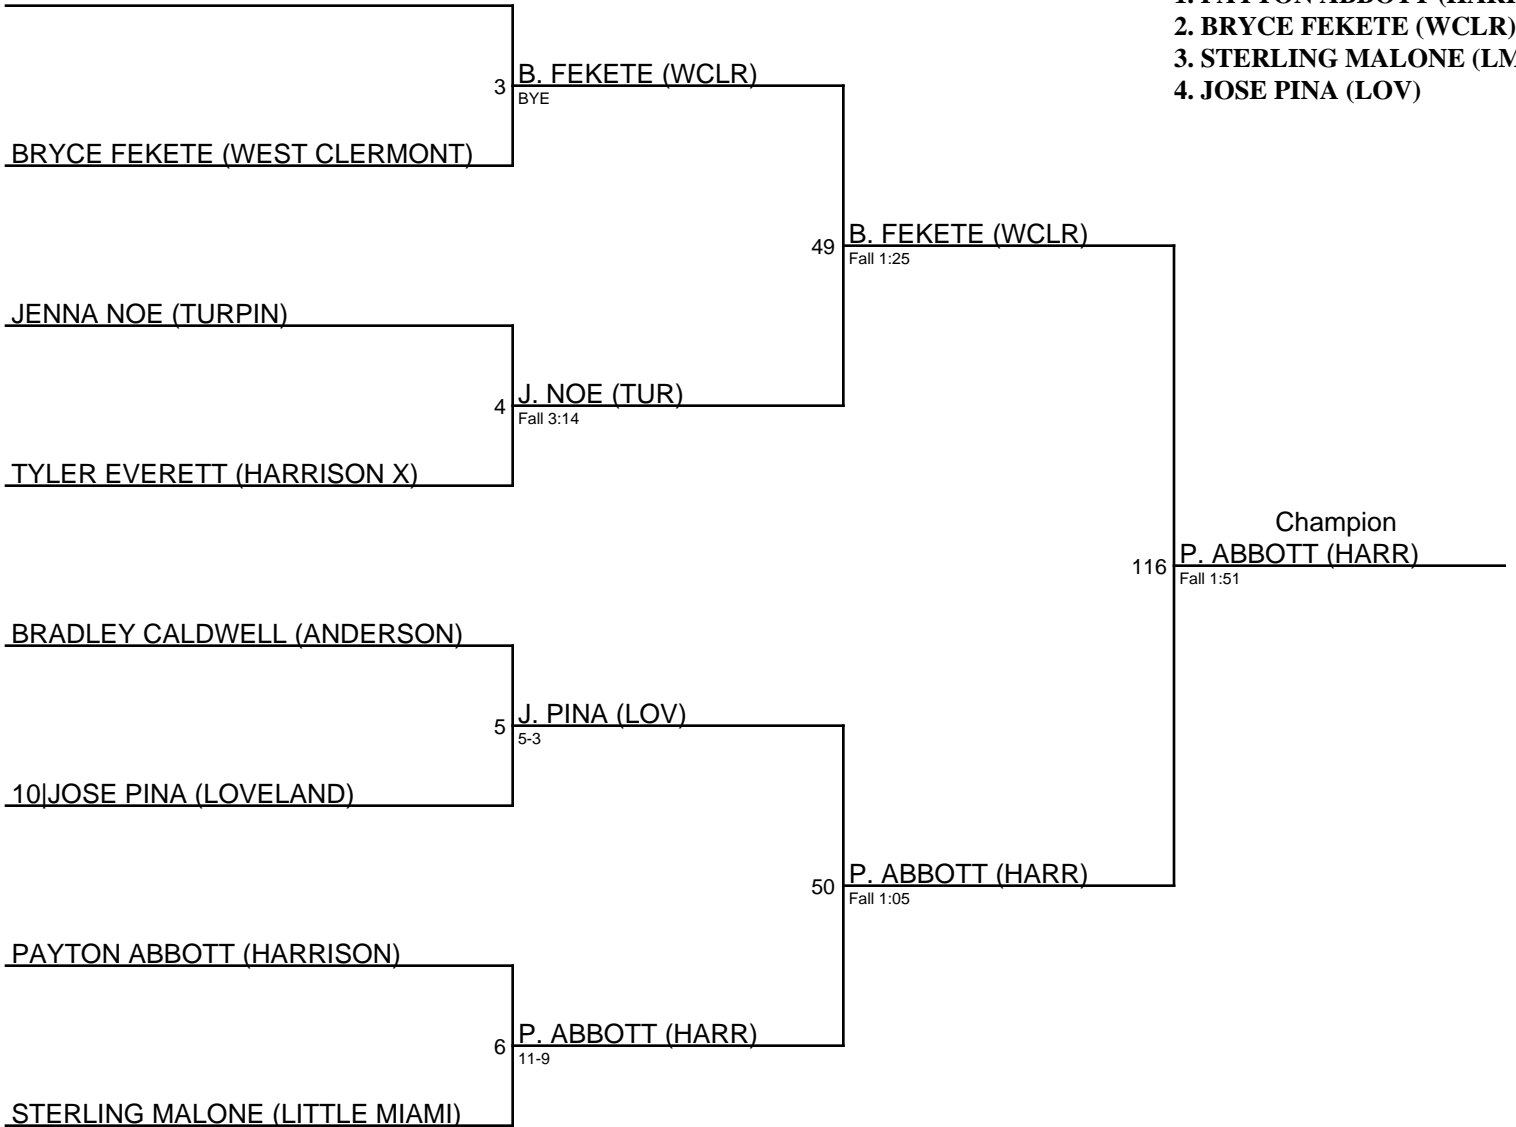 2. BRYCE FEKETE (WCLR)
3. STERLING MALONE
4. JOSE PINA (LOV)
B. FEKETE (WCLR)
3
BYE
BRYCE FEKETE (WEST CLERMONT)
B. FEKETE (WCLR)
49
Fall 1:25
JENNA NOE (TURPIN)
J. NOE (TUR)
4
Fall 3:14
TYLER EVERETT (HARRISON X)
Champion
P. ABBOTT (HARR)
116
Fall 1:51
BRADLEY CALDWELL (ANDERSON)
J. PINA (LOV)
5
5-3
10|JOSE PINA (LOVELAND)
P. ABBOTT (HARR)
50
Fall 1:05
PAYTON ABBOTT (HARRISON)
P. ABBOTT (HARR)
6
11-9
STERLING MALONE (LITTLE MIAMI)